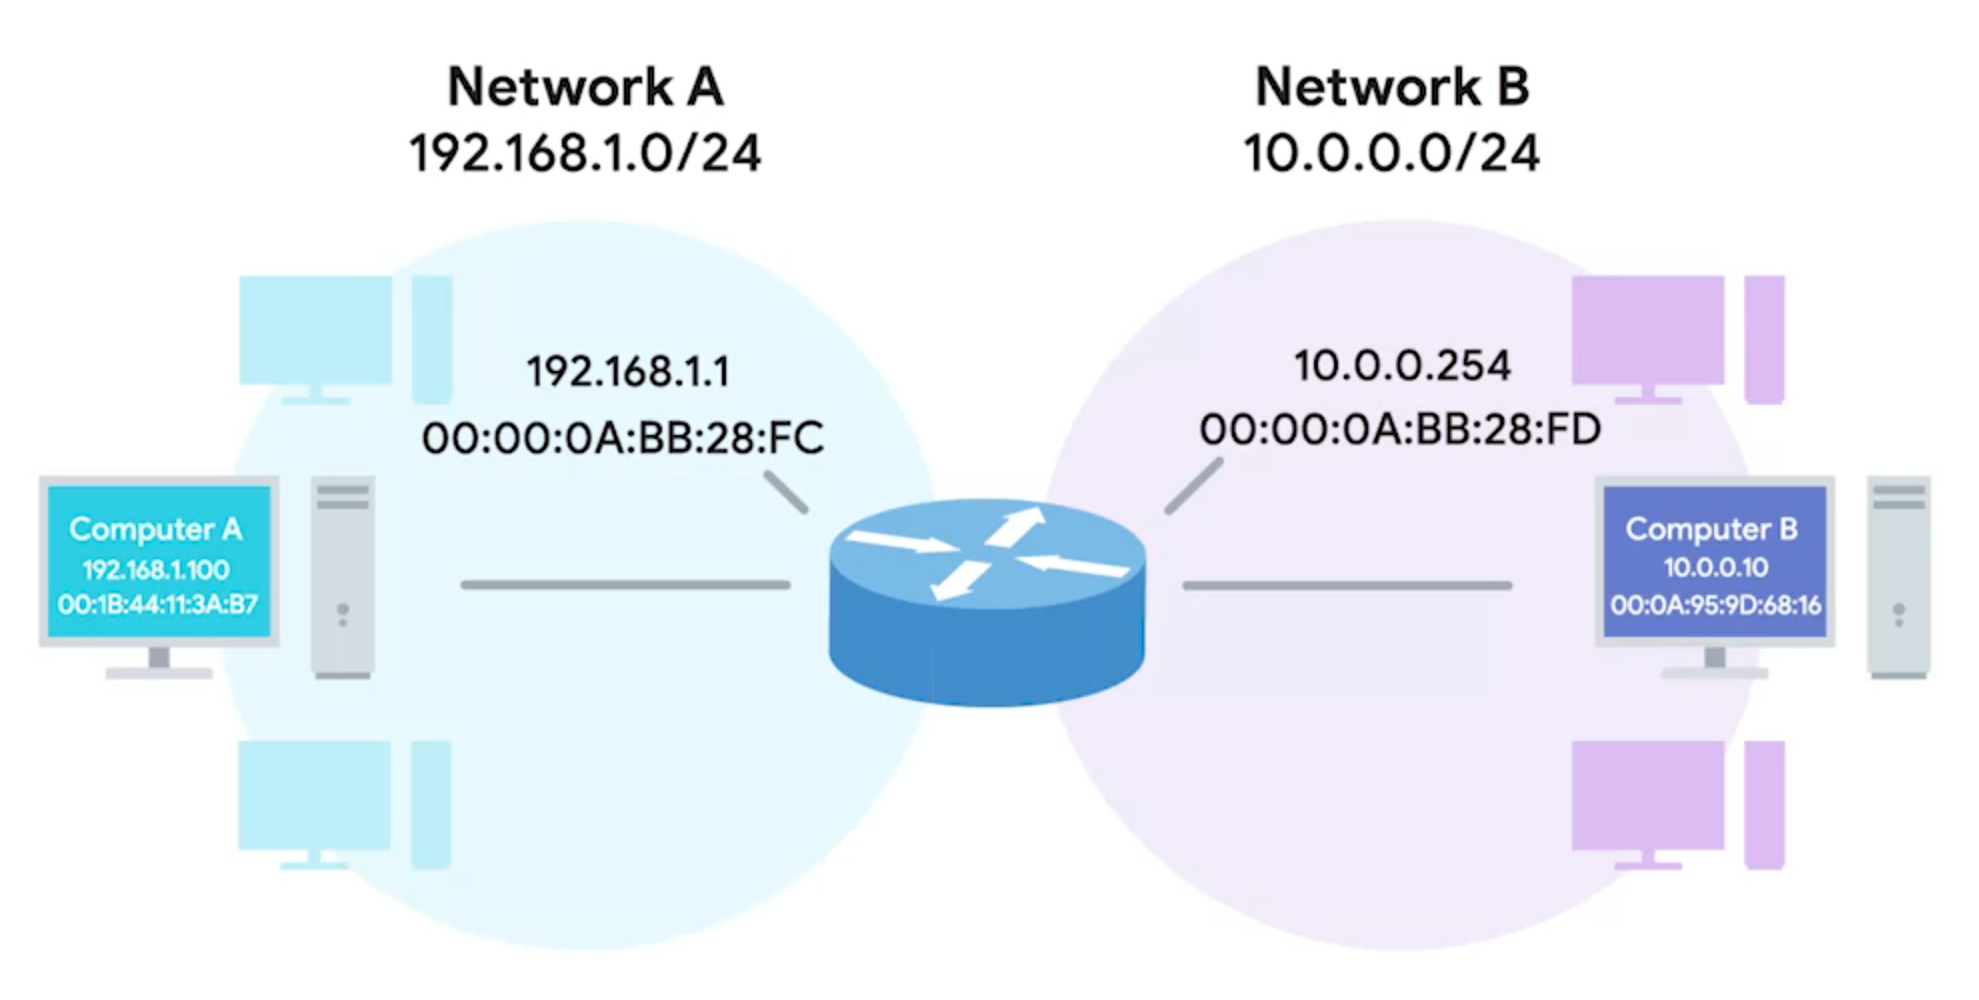 Network A
192.168.1.0/24
Network B
10.0.0.0/24
192.168.1.1
00:00:0A:BB:28:FC
10.0.0.254
00:00:0A:BB:28:FD
Computer A
192.168.1.100
00:1B:44:11:3A:B7
Computer B
10.0.0.10
00:0A:95:9D:68:16